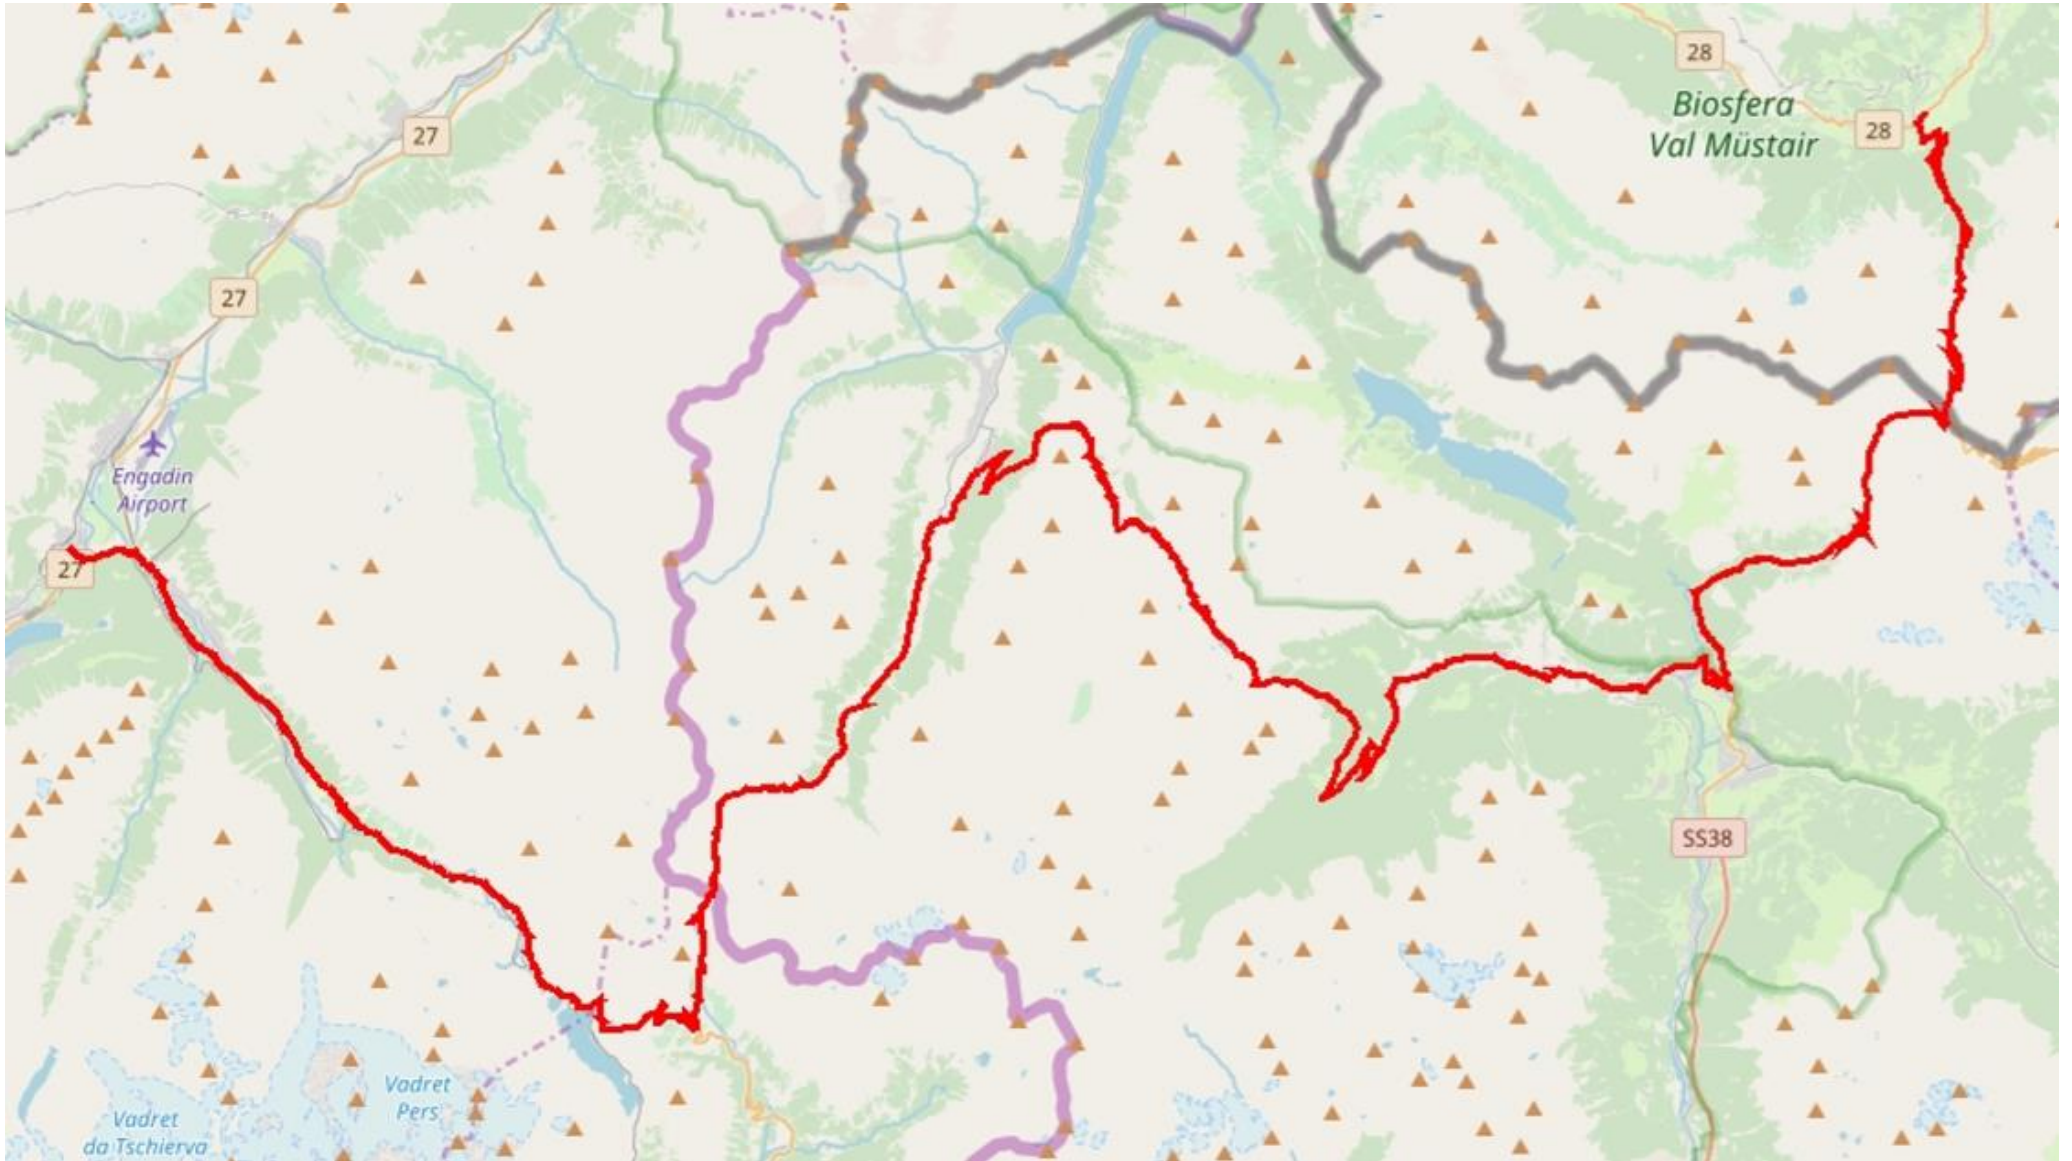 28
27
Biosfera
Val Müstair
28
27
Engadin
Airport
27
SS38
Vadret
Pers
Vadret
da Tschierva